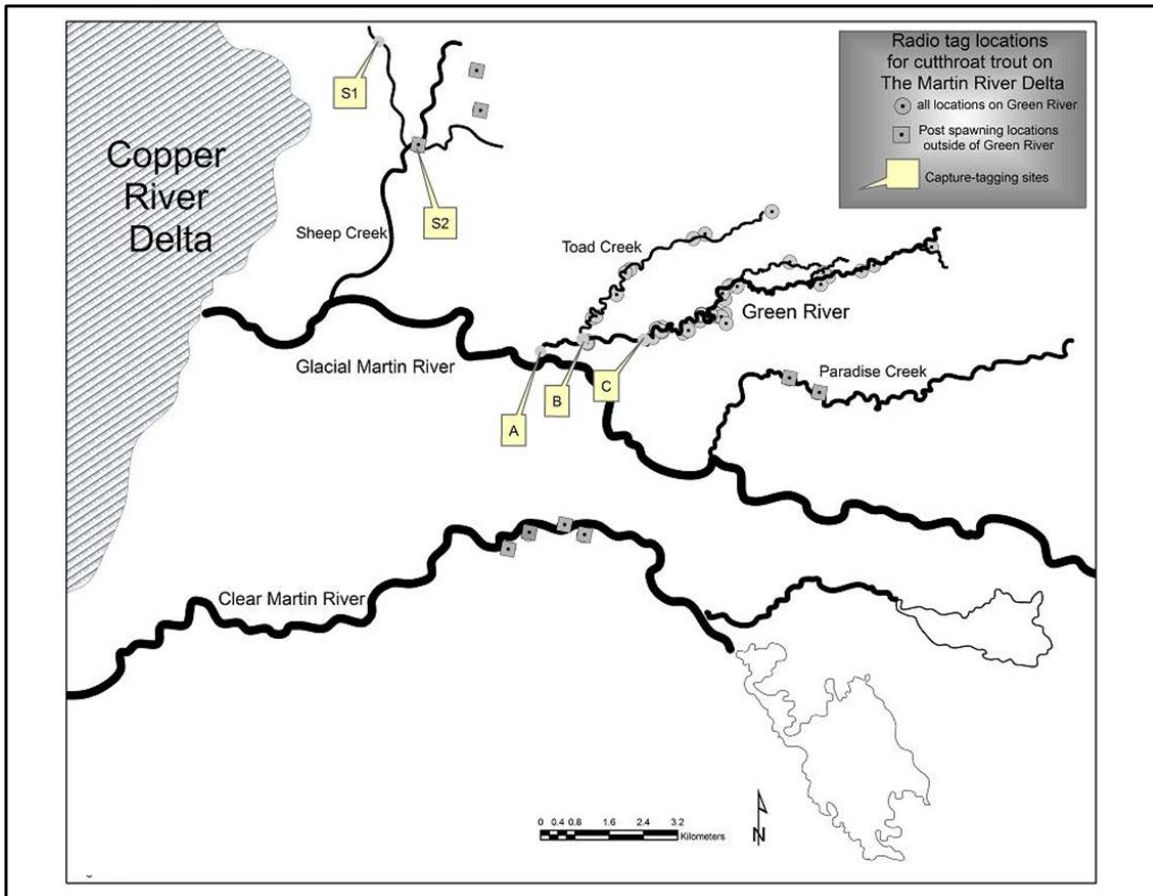 Radio tag locations
for cutthroat trout on
The Martin River Delta
all locations on Green River
Post spawning locations
outside of Green River
Capture-tagging sites
S1
Copper
River
Delta
S2
Sheep Creek
Toad Creek
Green River
Glacial Martin River
Paradise Creek
C
B
A
Clear Martin River
0 0.4 0.8 1.6 2.4 3.2
Kilometers
N